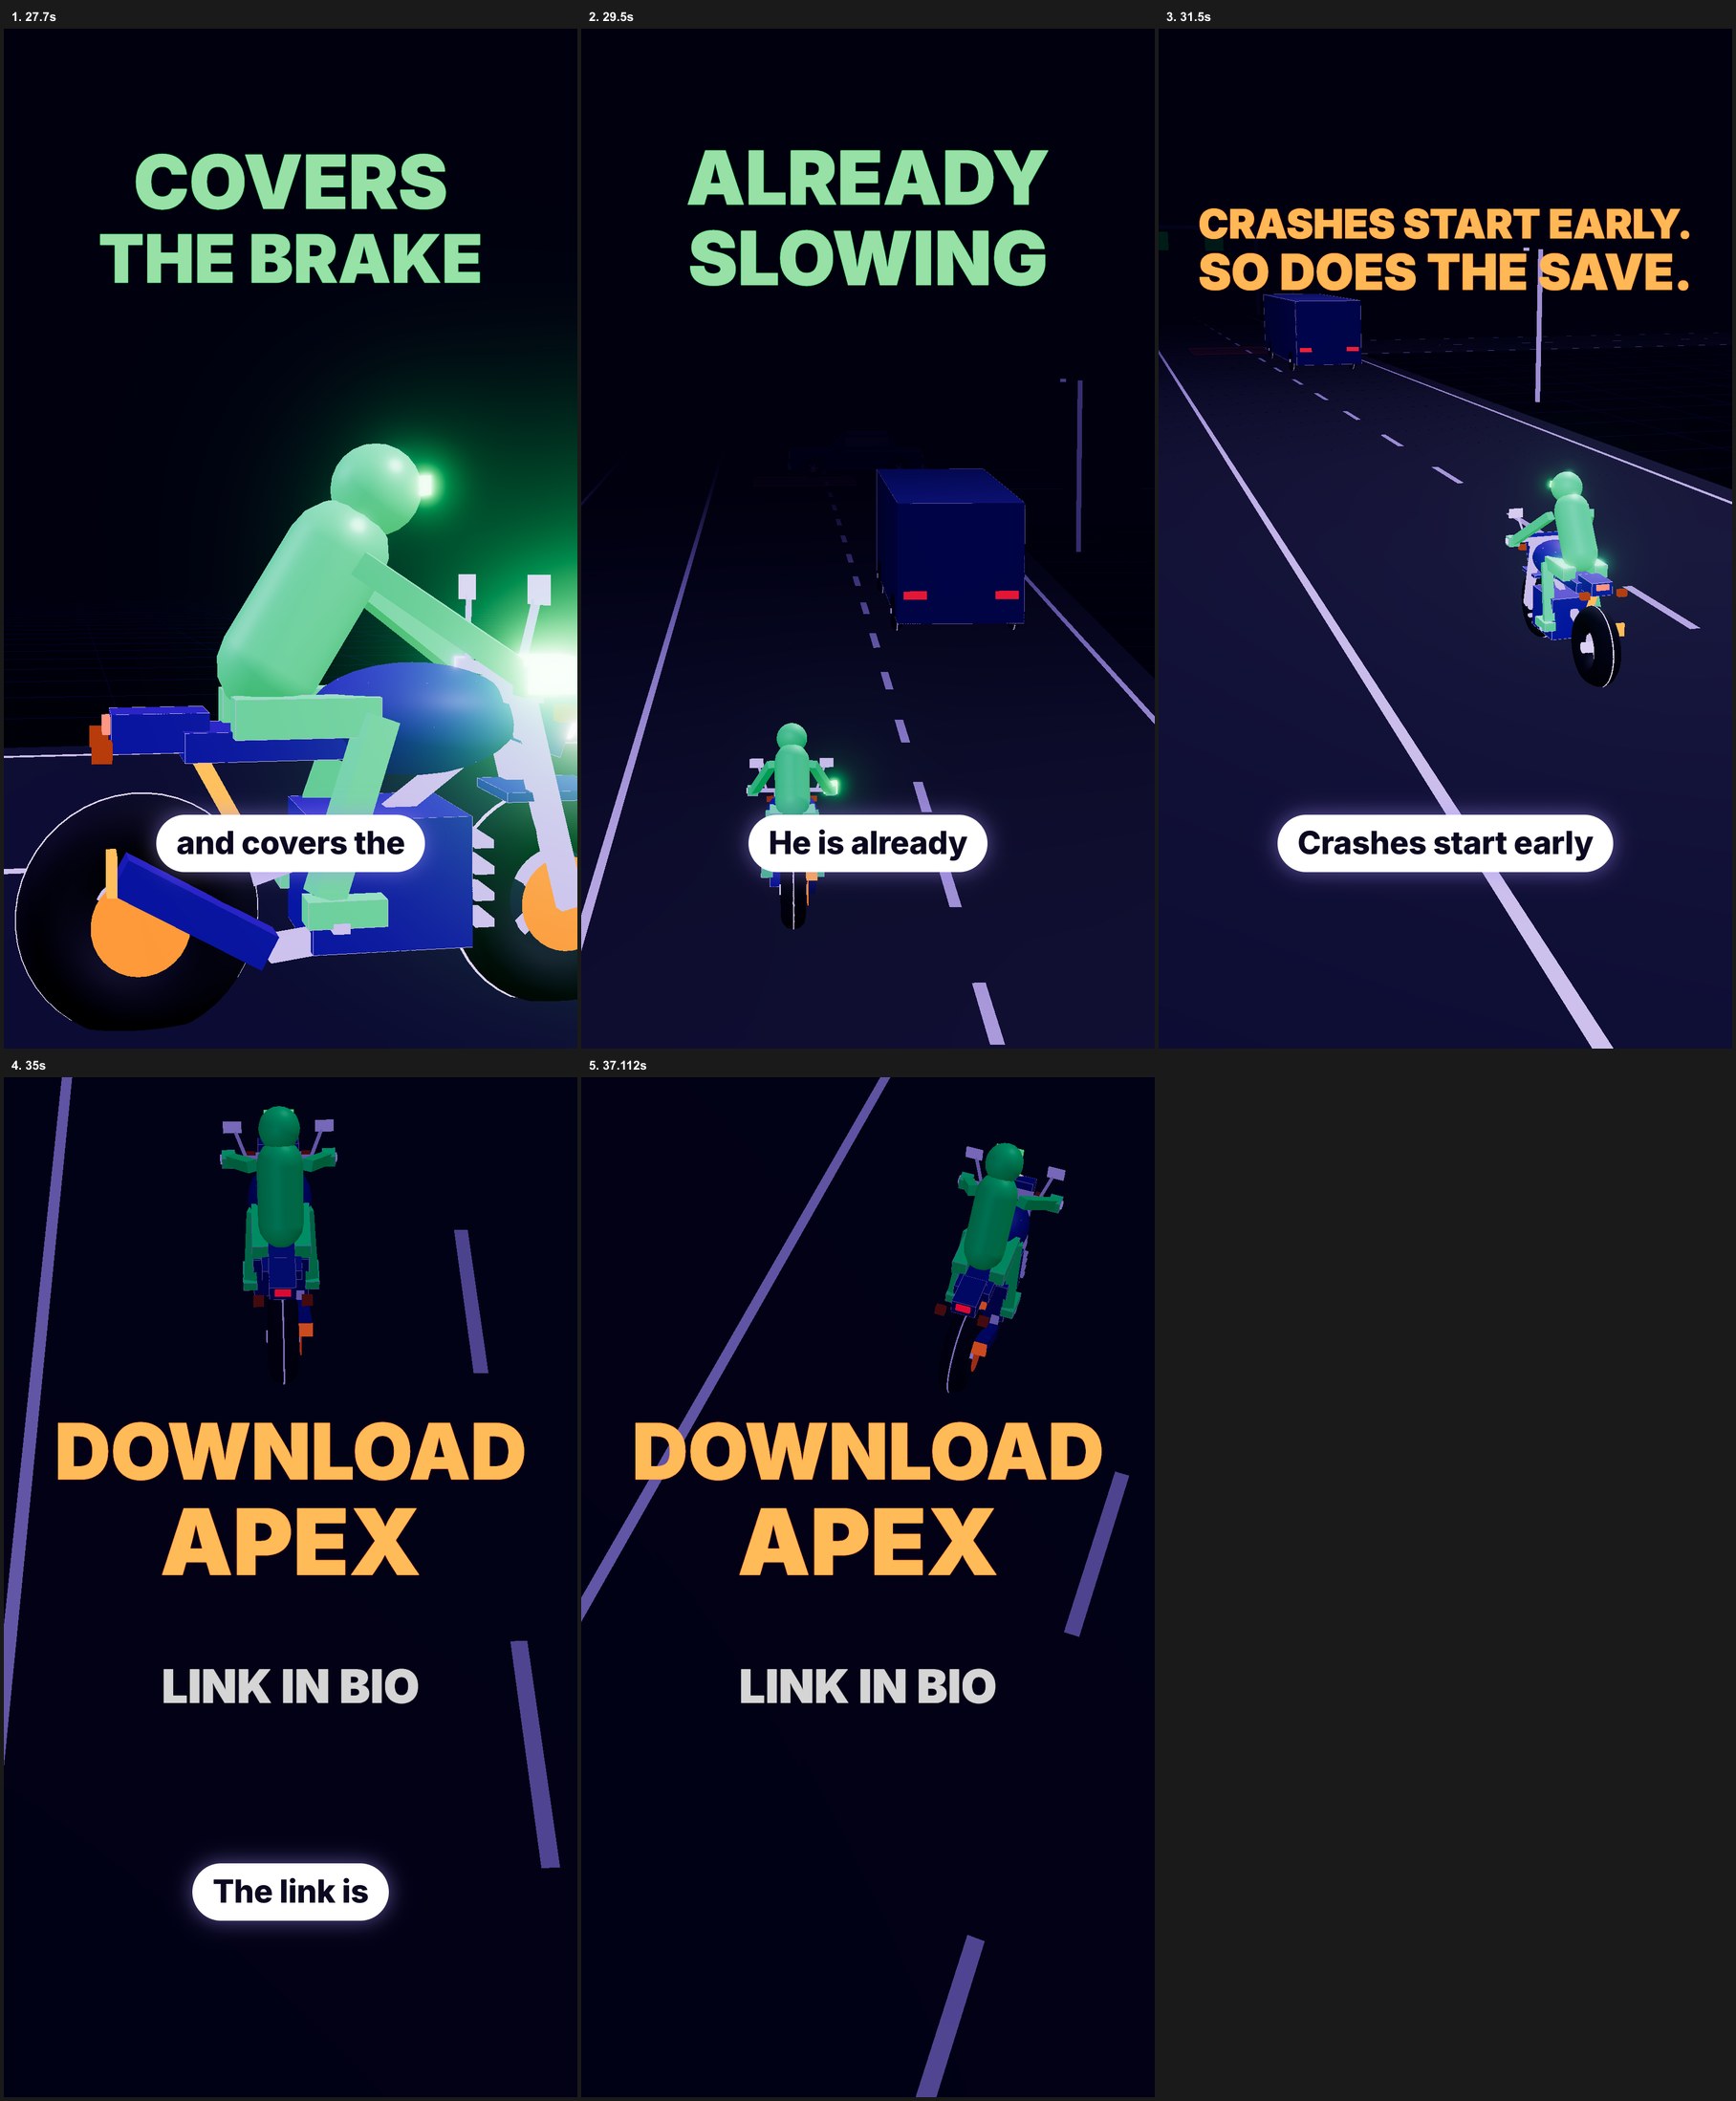 1. 27.7s
COVERS
THE BRAKE
and covers the
2. 29.5s
ALREADY
SLOWING
He is already
3. 31.5s
CRASHES START EARLY.
SO DOES THE SAVE.
Crashes start early
4. 35s
DOWNLOAD
APEX
LINK IN BIO
The link is
5. 37.112s
DOWNLOAD
APEX
LINK IN BIO